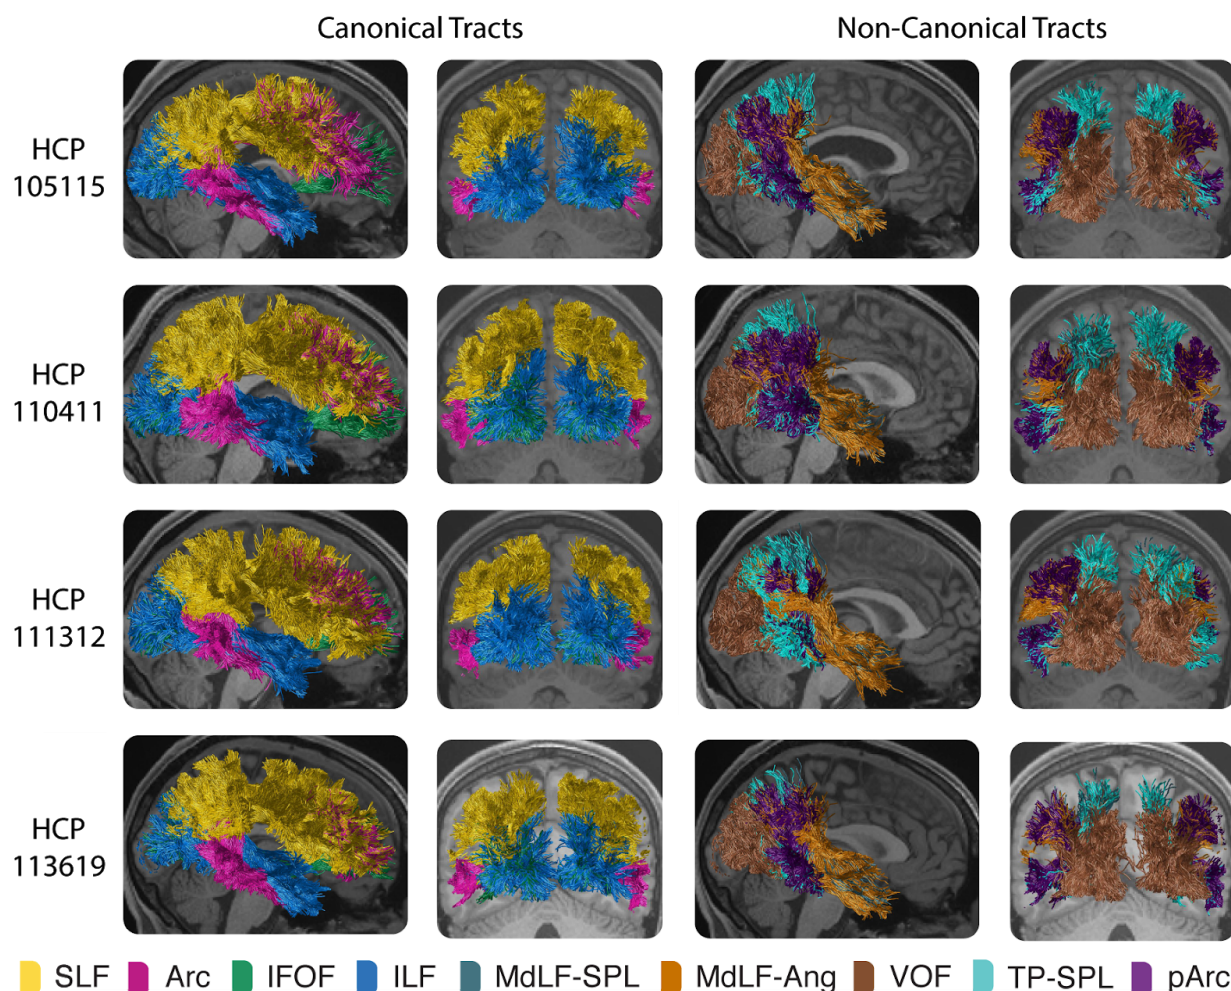 Canonical Tracts Non-Canonical Tracts
HCP
105115
HCP
110411
HCP
111312
HCP
113619
SLF Arc IFOF ILF MdLF-SPL MdLF-Ang VOF TP-SPL pArc